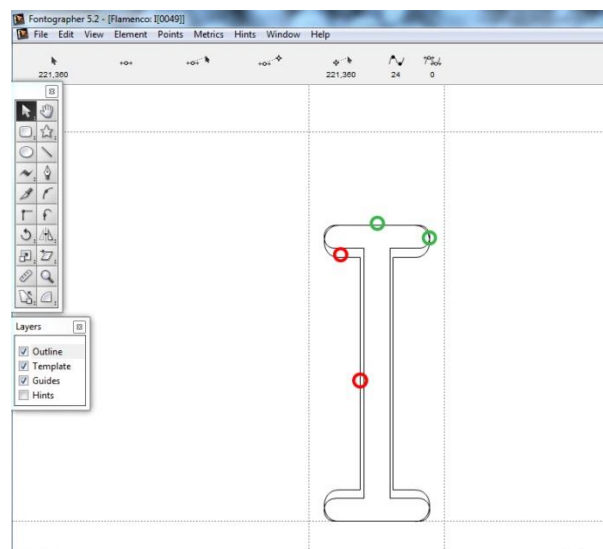 Fontographer 5.2 - [Flamenco: I[0049]]
File Edit View Element Points Metrics Hints Window Help
221,360 221,360 24 0
Layers
Outline
Template
Guides
Hints